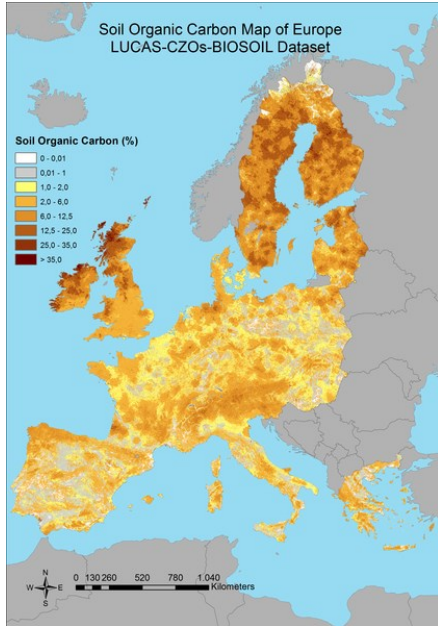 Soil Organic Carbon Map of Europe
LUCAS-CZOs-BIOSOIL Dataset
Soil Organic Carbon (%)
0 - 0,01
0,01 - 1
1,0 - 2,0
2,0 - 6,0
6,0 - 12,5
12,5 - 25,0
25,0 - 35,0
> 35,0
N
W E
S
0 130 260 520 780 1.040
Kilometers